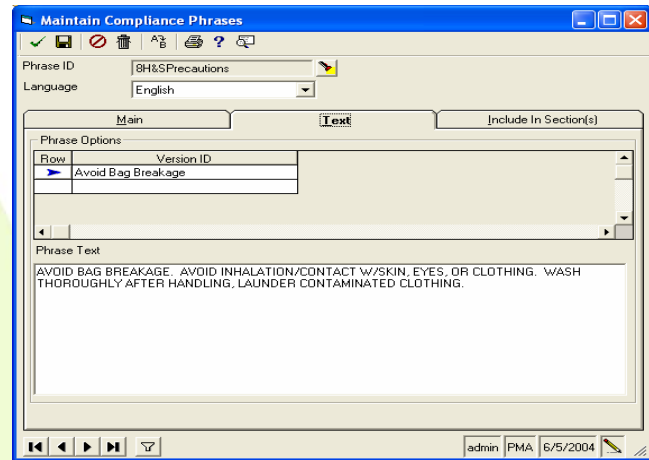 Maintain Compliance Phrases
Phrase ID
8H&SPrecautions
Language
English
Main
Text
Include In Section(s)
Phrase Options
Row Version ID
Avoid Bag Breakage
Phrase Text
AVOID BAG BREAKAGE. AVOID INHALATION/CONTACT W/SKIN, EYES, OR CLOTHING. WASH
THOROUGHLY AFTER HANDLING, LAUNDER CONTAMINATED CLOTHING.
admin PMA 6/5/2004